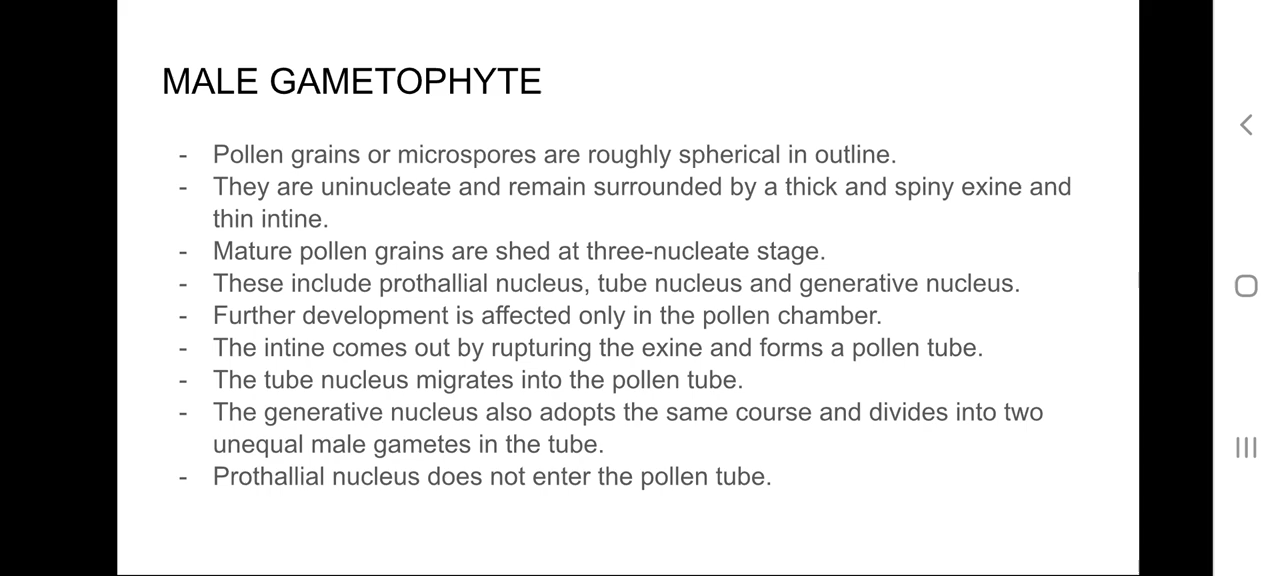 MALE GAMETOPHYTE
- Pollen grains or microspores are roughly spherical in outline.
- They are uninucleate and remain surrounded by a thick and spiny exine and
thin intine.
- Mature pollen grains are shed at three-nucleate stage.
- These include prothallial nucleus, tube nucleus and generative nucleus.
- Further development is affected only in the pollen chamber.
- The intine comes out by rupturing the exine and forms a pollen tube.
- The tube nucleus migrates into the pollen tube.
- The generative nucleus also adopts the same course and divides into two
unequal male gametes in the tube.
- Prothallial nucleus does not enter the pollen tube.